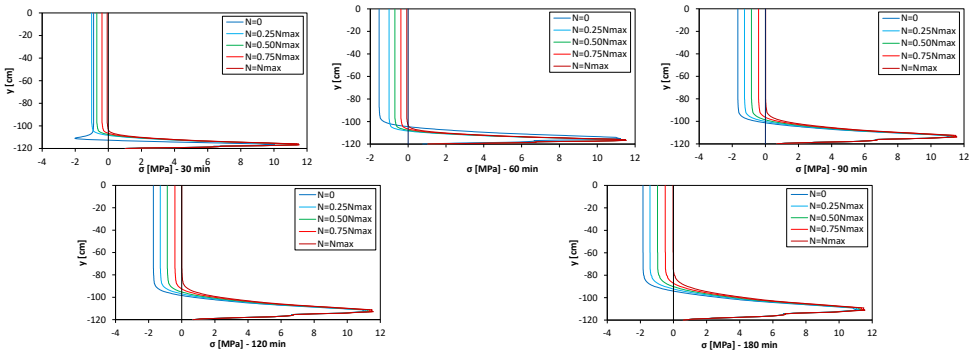 0
-20
-40
-60
-80
-100
-120
y [cm]
-4 -2 0 2 4 6 8 10 12
σ [MPa] - 30 min
N=0
N=0.25Nmax
N=0.50Nmax
N=0.75Nmax
N=Nmax
0
-20
-40
-60
-80
-100
-120
y [cm]
-4 -2 0 2 4 6 8 10 12
σ [MPa] - 60 min
N=0
N=0.25Nmax
N=0.50Nmax
N=0.75Nmax
N=Nmax
0
-20
-40
-60
-80
-100
-120
y [cm]
-4 -2 0 2 4 6 8 10 12
σ [MPa] - 90 min
N=0
N=0.25Nmax
N=0.50Nmax
N=0.75Nmax
N=Nmax
0
-20
-40
-60
-80
-100
-120
y [cm]
-4 -2 0 2 4 6 8 10 12
σ [MPa] - 120 min
N=0
N=0.25Nmax
N=0.50Nmax
N=0.75Nmax
N=Nmax
0
-20
-40
-60
-80
-100
-120
y [cm]
-4 -2 0 2 4 6 8 10 12
σ [MPa] - 180 min
N=0
N=0.25Nmax
N=0.50Nmax
N=0.75Nmax
N=Nmax